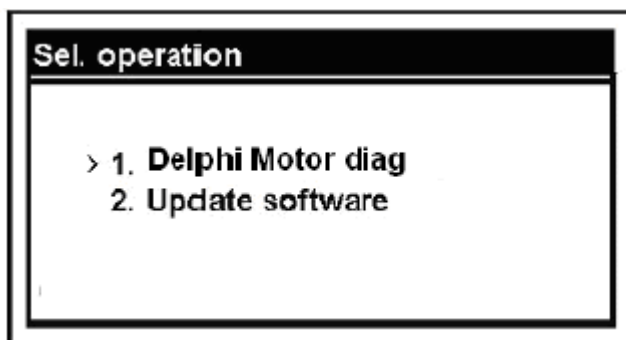 Sel. operation
> 1. Delphi Motor diag
2. Update software